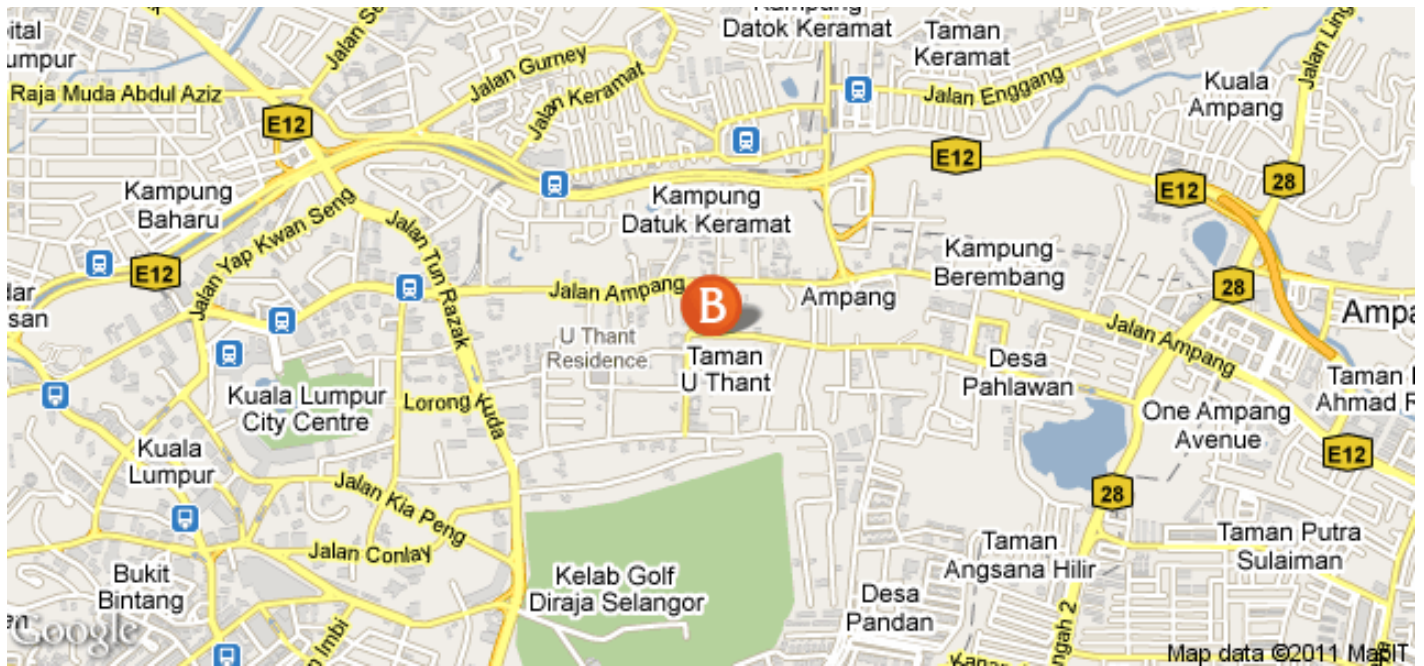 Kampung
Datok Keramat
Taman
Keramat
Jalan Gurney
Jalan Keramat
Jalan Enggang
Raja Muda Abdul Aziz
Kuala
Ampang
E12
E12
E12
28
Kampung
Baharu
Kampung
Datuk Keramat
Jalan Yap Kwan Seng
Jalan Tun Razak
Kampung
Berembang
E12
28
Jalan Ampang
B
Ampang
Jalan Ampang
U Thant
Residence
Taman
U Thant
Desa
Pahlawan
Kuala Lumpur
City Centre
Lorong Kuda
One Ampang
Avenue
Kuala
Lumpur
E12
28
Jalan Kia Peng
Jalan Conlay
Taman Putra
Sulaiman
Taman
Angsana Hilir
Bukit
Bintang
Kelab Golf
Diraja Selangor
Desa
Pandan
Imbi
Google
Map data ©2011 MapIT